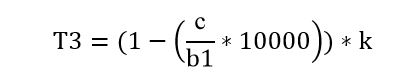 T3 = (1 − (c/b1 * 10000)) * k